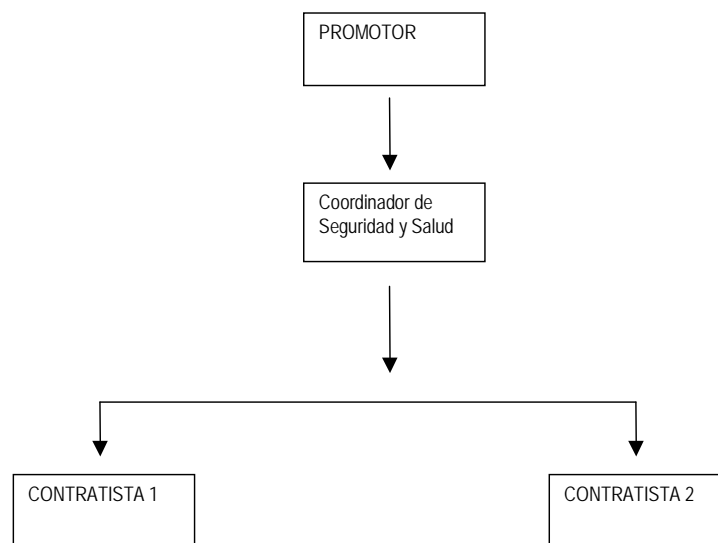 PROMOTOR
Coordinador de
Seguridad y Salud
CONTRATISTA 1
CONTRATISTA 2